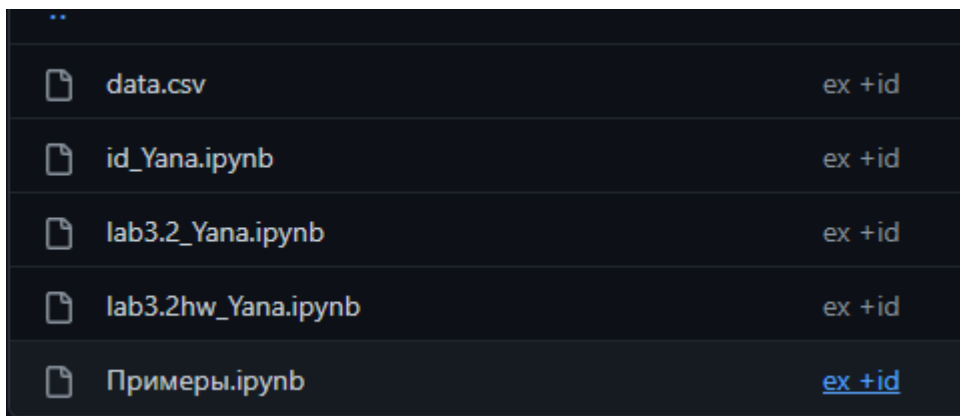 ..
data.csv ex +id
id_Yana.ipynb ex +id
lab3.2_Yana.ipynb ex +id
lab3.2hw_Yana.ipynb ex +id
Примеры.ipynb ex +id